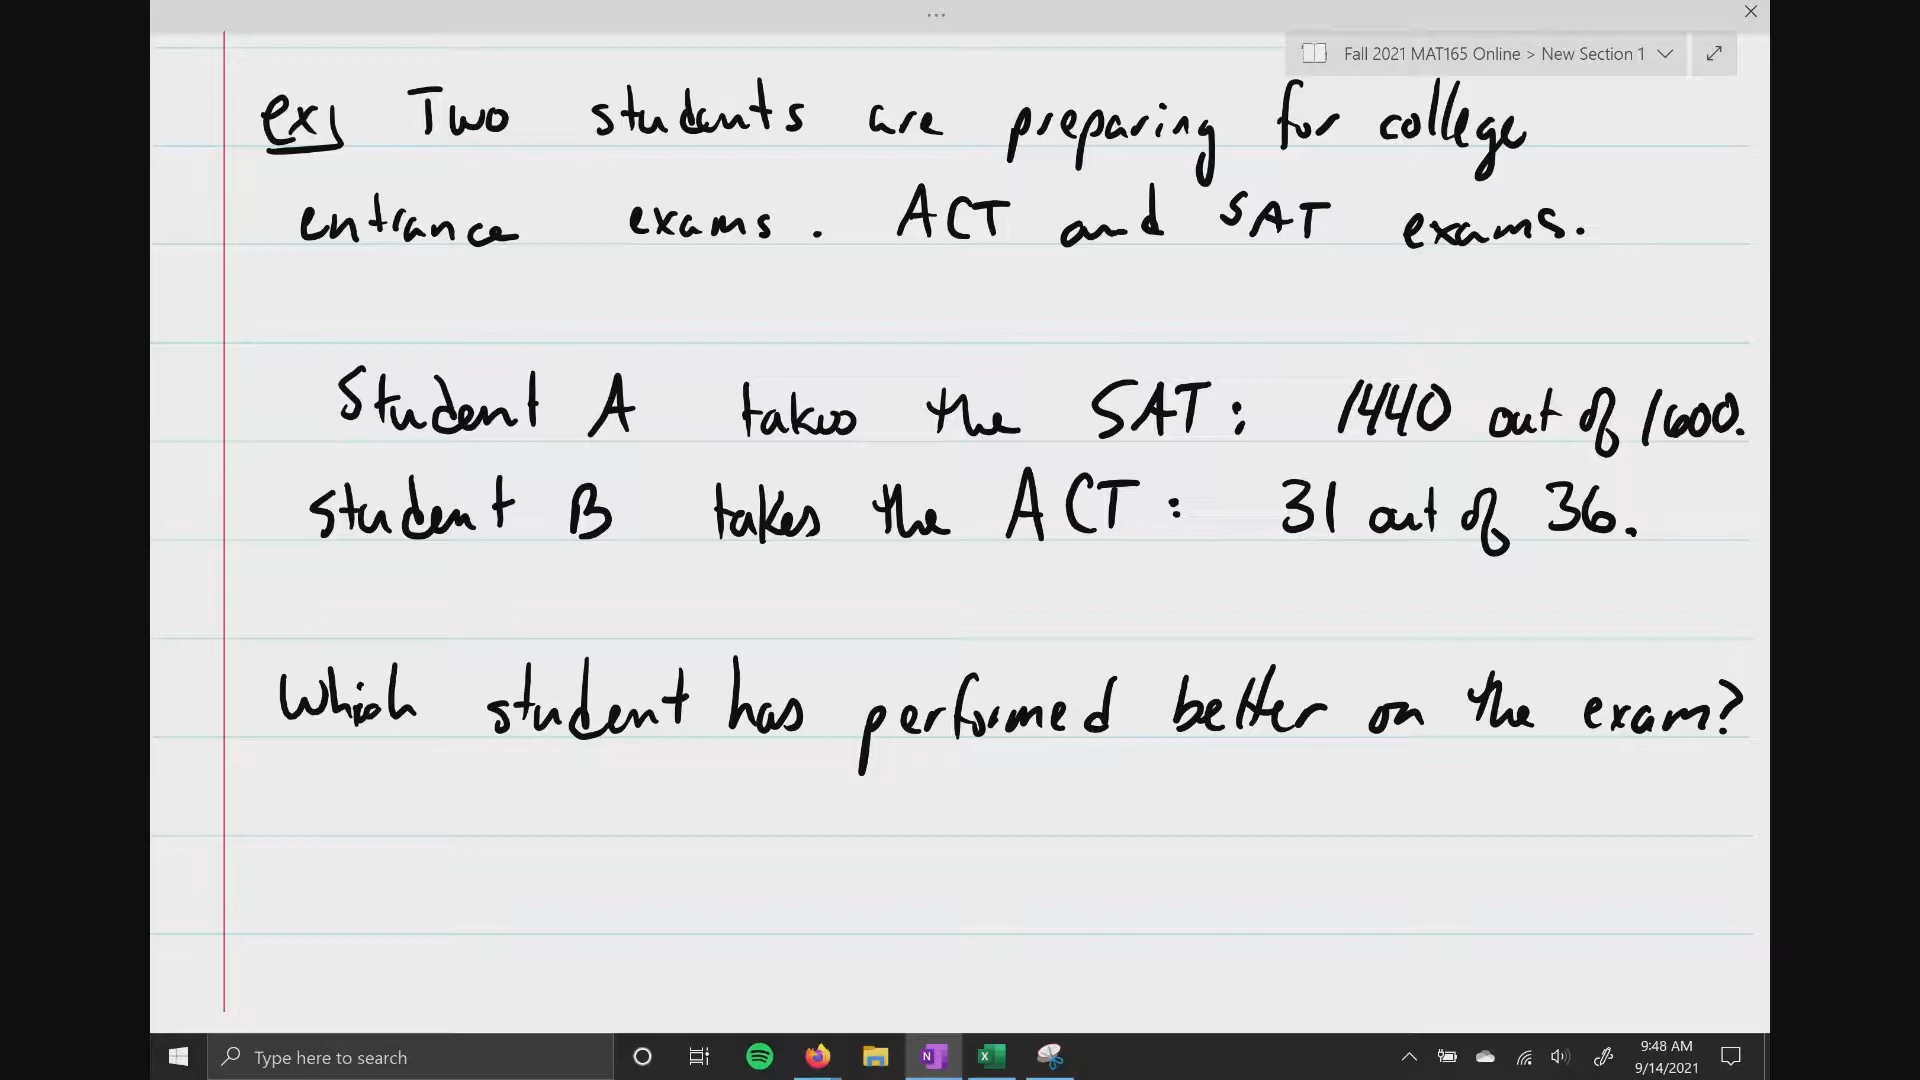 Fall 2021 MAT165 Online > New Section 1
ex) Two students are preparing for college
entrance exams. ACT and SAT exams.
Student A takes the SAT: 1440 out of 1600.
Student B takes the ACT: 31 out of 36.
Which student has performed better on the exam?
Type here to search
9:48 AM
9/14/2021